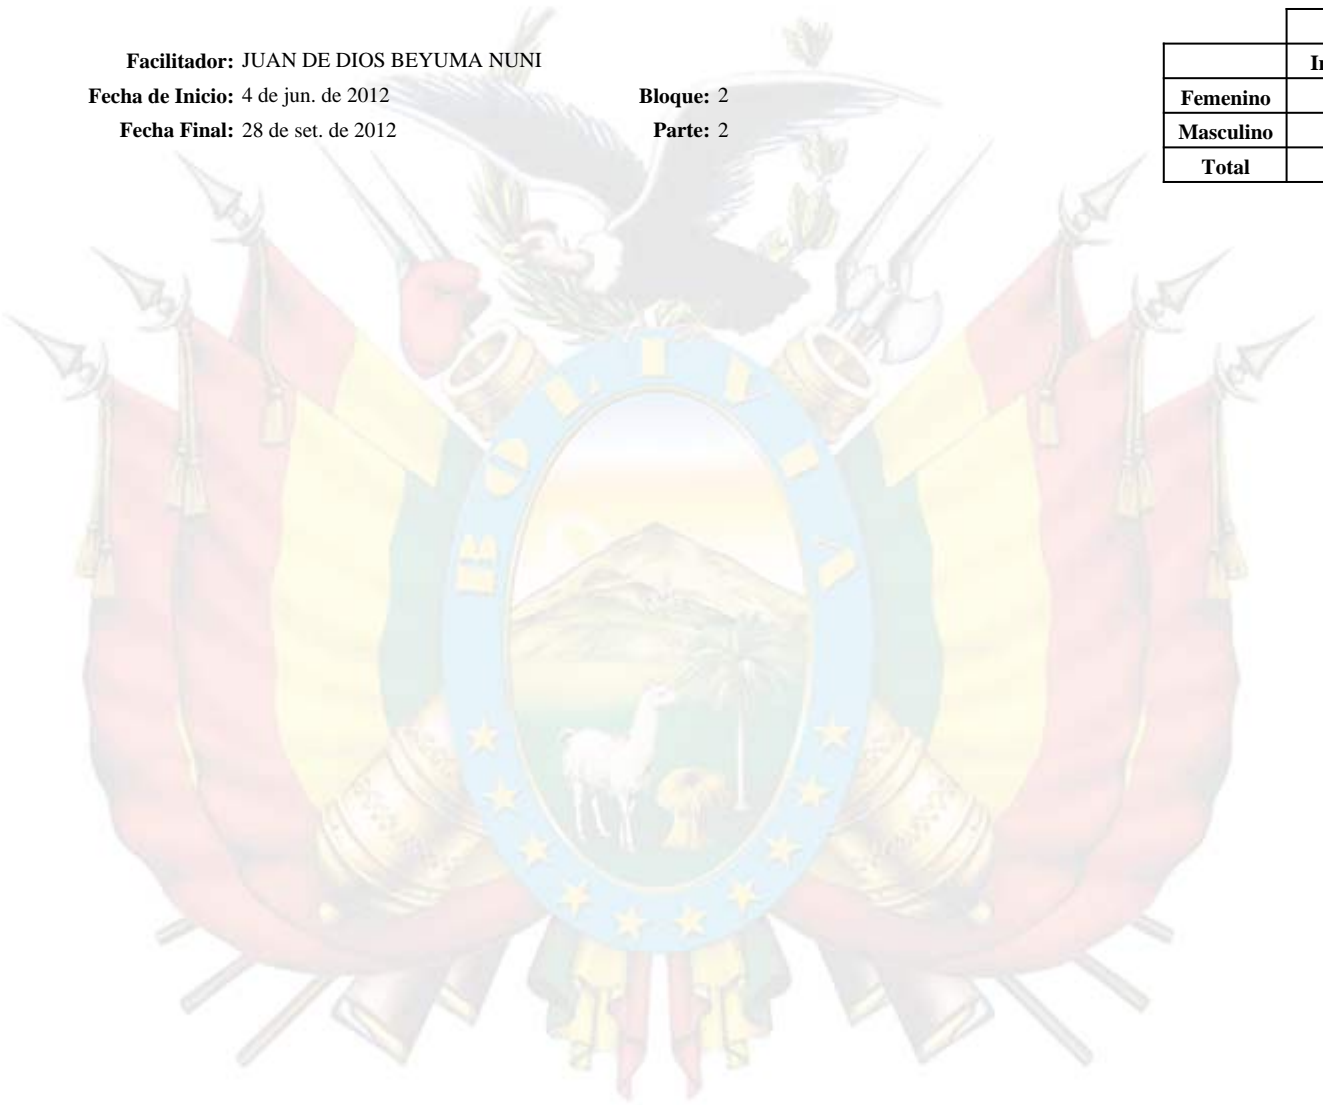 Facilitador: JUAN DE DIOS BEYUMA NUNI
Fecha de Inicio: 4 de jun. de 2012 Bloque: 2
Fecha Final: 28 de set. de 2012 Parte: 2
Femenino
Masculino
Total
BOLIVIA